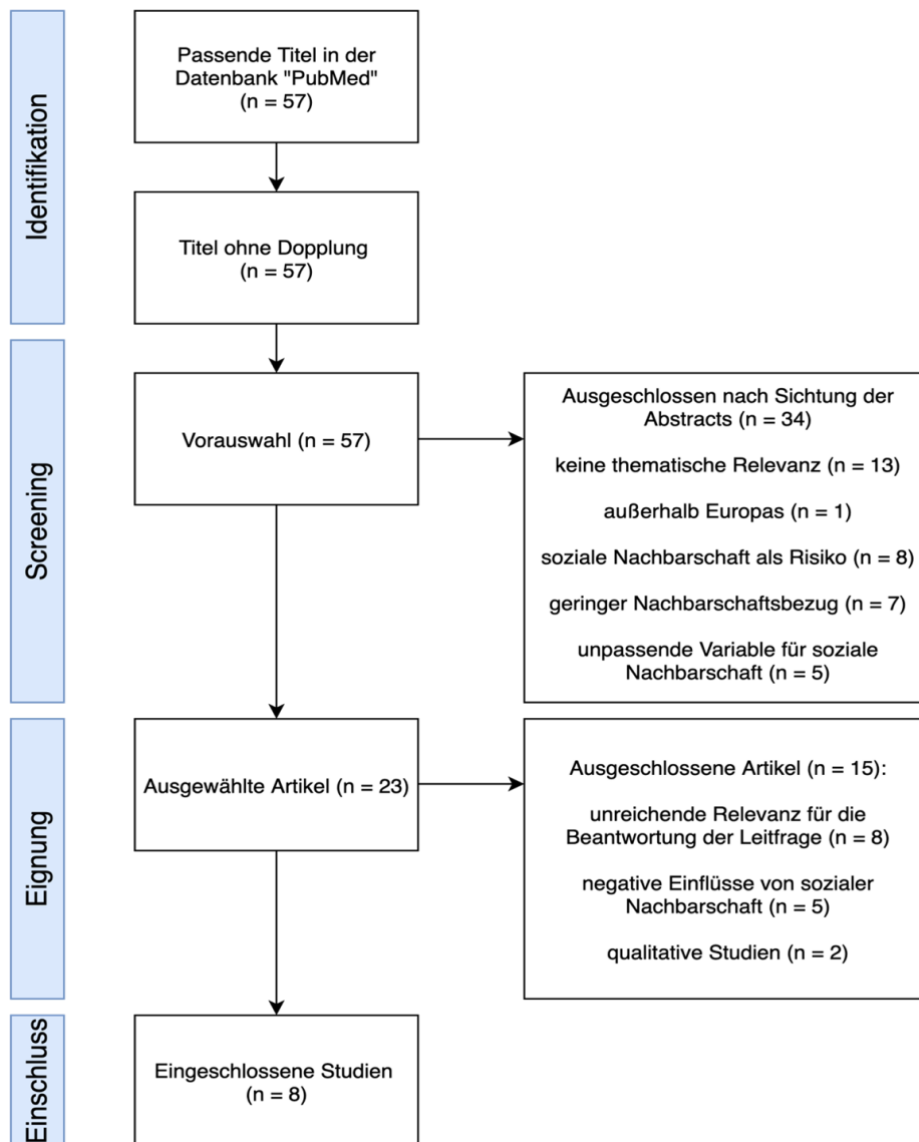 Identifikation
Passende Titel in der
Datenbank "PubMed"
(n = 57)
Titel ohne Dopplung
(n = 57)
Screening
Vorauswahl (n = 57)
Ausgeschlossen nach Sichtung der
Abstracts (n = 34)
keine thematische Relevanz (n = 13)
außerhalb Europas (n = 1)
soziale Nachbarschaft als Risiko (n = 8)
geringer Nachbarschaftsbezug (n = 7)
unpassende Variable für soziale
Nachbarschaft (n = 5)
Eignung
Ausgewählte Artikel (n = 23)
Ausgeschlossene Artikel (n = 15):
unreichende Relevanz für die
Beantwortung der Leitfrage (n = 8)
negative Einflüsse von sozialer
Nachbarschaft (n = 5)
qualitative Studien (n = 2)
Einschluss
Eingeschlossene Studien
(n = 8)